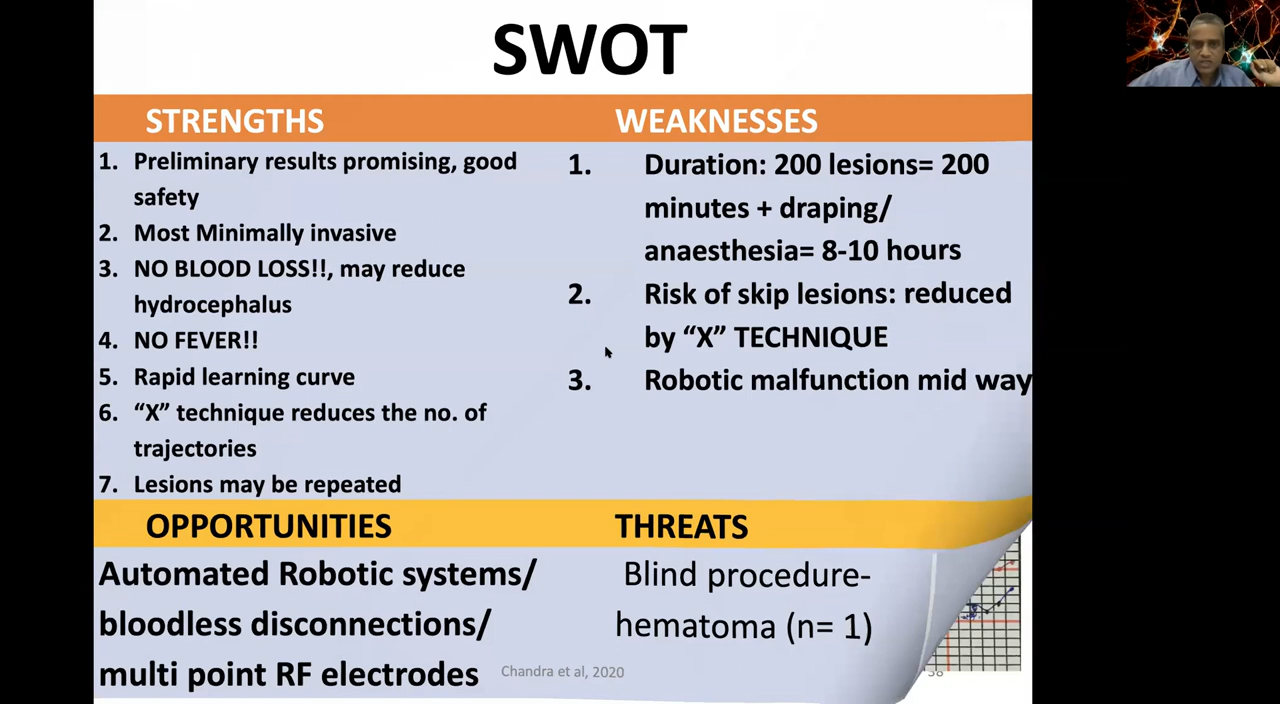 SWOT
STRENGTHS
1. Preliminary results promising, good
safety
2. Most Minimally invasive
3. NO BLOOD LOSS!!, may reduce
hydrocephalus
4. NO FEVER!!
5. Rapid learning curve
6. “X” technique reduces the no. of
trajectories
7. Lesions may be repeated
WEAKNESSES
1. Duration: 200 lesions= 200
minutes + draping/
anaesthesia= 8-10 hours
2. Risk of skip lesions: reduced
by “X” TECHNIQUE
3. Robotic malfunction mid way
OPPORTUNITIES
Automated Robotic systems/
bloodless disconnections/
multi point RF electrodes
THREATS
Blind procedure-
hematoma (n= 1)
Chandra et al, 2020